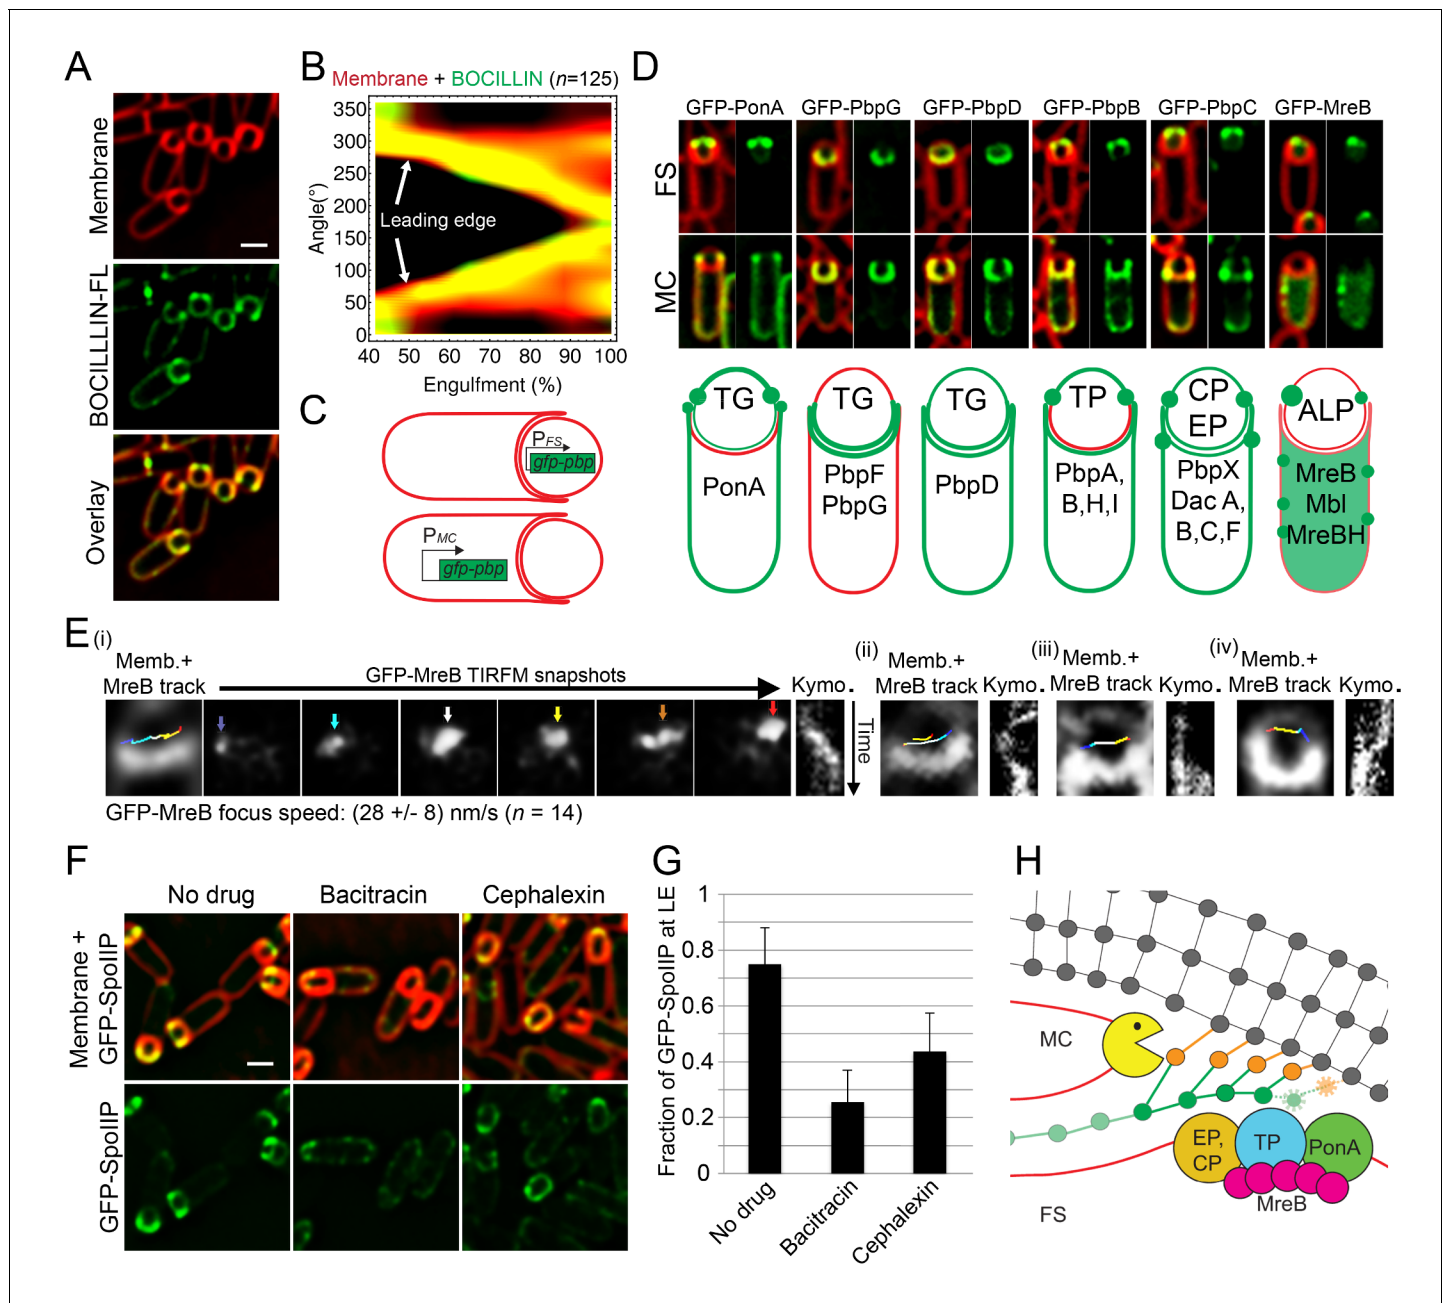 A
Membrane
BOCILLIN-FL
Overlay
B
Membrane + BOCILLIN (n=125)
Angle(°)
350
300
250
200
150
100
50
0
Leading edge
40 50 60 70 80 90 100
Engulfment (%)
C
PFS
gfp-pbp
PMC
gfp-pbp
D
GFP-PonA GFP-PbpG GFP-PbpD GFP-PbpB GFP-PbpC GFP-MreB
FS
MC
TG
PonA
TG
PbpF
PbpG
TG
PbpD
TP
PbpA,
B,H,I
CP
EP
PbpX
Dac A,
B,C,F
ALP
MreB
Mbl
MreBH
E
(i)
Memb.+
MreB track
GFP-MreB TIRFM snapshots
Kymo.
Time
(ii)
Memb.+
MreB track
Kymo.
(iii)
Memb.+
MreB track
Kymo.
(iv)
Memb.+
MreB track
Kymo.
GFP-MreB focus speed: (28 +/- 8) nm/s (n = 14)
F
No drug Bacitracin Cephalexin
Membrane +
GFP-SpoIIP
GFP-SpoIIP
G
Fraction of GFP-SpoIIP at LE
1
0.8
0.6
0.4
0.2
0
No drug
Bacitracin
Cephalexin
H
MC
EP,
CP
TP
PonA
MreB
FS